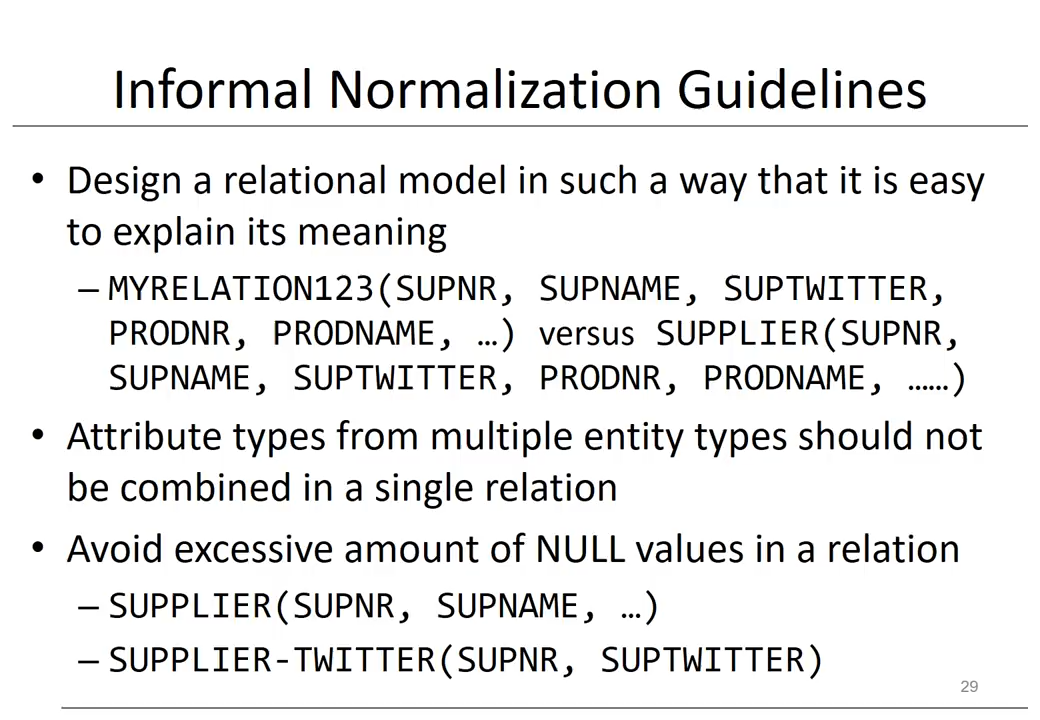 Informal Normalization Guidelines
• Design a relational model in such a way that it is easy
to explain its meaning
– MYRELATION123(SUPNR, SUPNAME, SUPTWITTER,
PRODNR, PRODNAME, …) versus SUPPLIER(SUPNR,
SUPNAME, SUPTWITTER, PRODNR, PRODNAME, ……)
• Attribute types from multiple entity types should not
be combined in a single relation
• Avoid excessive amount of NULL values in a relation
– SUPPLIER(SUPNR, SUPNAME, …)
– SUPPLIER-TWITTER(SUPNR, SUPTWITTER)
29